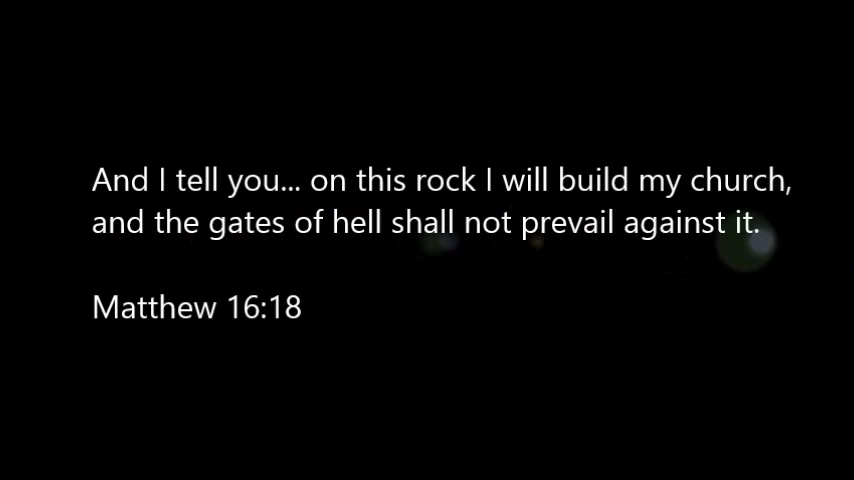 And I tell you... on this rock I will build my church,
and the gates of hell shall not prevail against it.
Matthew 16:18